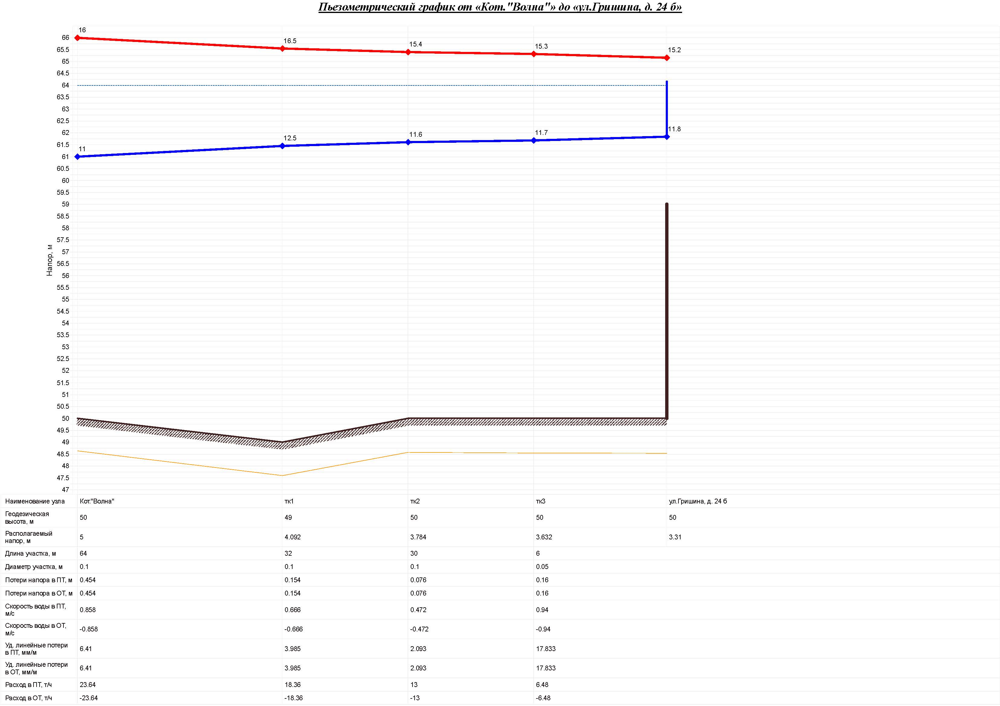 Пьезометрический график от «Кот."Волна"» до «ул.Гришина, д. 24 б»
16
66
16.5
15.4
15.3
15.2
65.5
65
64.5
64
63.5
63
62.5
62
11.8
11.7
11.6
12.5
61.5
11
61
60.5
60
59.5
59
58.5
58
57.5
57
56.5
56
55.5
55
54.5
54
53.5
53
52.5
52
51.5
51
50.5
50
49.5
49
48.5
48
47.5
47
Напор, м
Наименование узла Кот."Волна" тк1 тк2 тк3 ул.Гришина, д. 24 б
Геодезическая
высота, м
50 49 50 50 50
Располагаемый
напор, м
5 4.092 3.784 3.632 3.31
Длина участка, м 64 32 30 6
Диаметр участка, м 0.1 0.1 0.1 0.05
Потери напора в ПТ, м 0.454 0.154 0.076 0.16
Потери напора в ОТ, м 0.454 0.154 0.076 0.16
Скорость воды в ПТ,
м/с
0.858 0.666 0.472 0.94
Скорость воды в ОТ,
м/с
-0.858 -0.666 -0.472 -0.94
Уд. линейные потери
в ПТ, мм/м
6.41 3.985 2.093 17.833
Уд. линейные потери
в ОТ, мм/м
6.41 3.985 2.093 17.833
Расход в ПТ, т/ч 23.64 18.36 13 6.48
Расход в ОТ, т/ч -23.64 -18.36 -13 -6.48